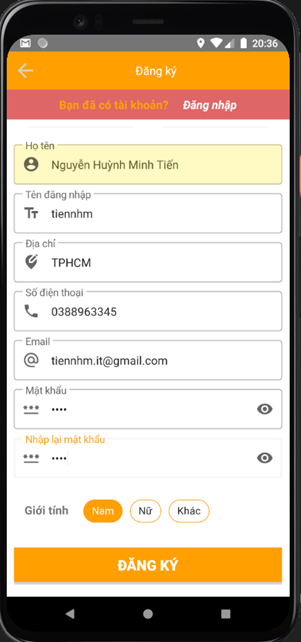 20:36
Đăng ký
Bạn đã có tài khoản? Đăng nhập
Họ tên
Nguyễn Huỳnh Minh Tiến
Tên đăng nhập
tiennhm
Địa chỉ
TPHCM
Số điện thoại
0388963345
Email
tiennhm.it@gmail.com
Mật khẩu
••••
Nhập lại mật khẩu
••••
Giới tính Nam Nữ Khác
ĐĂNG KÝ